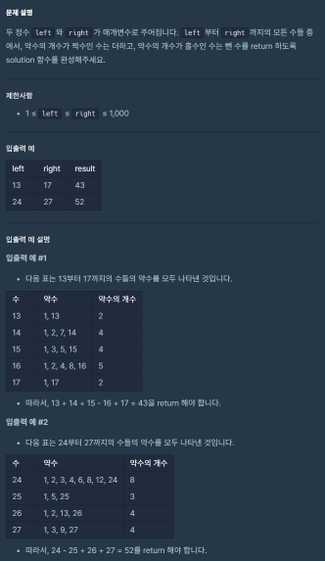 문제 설명
두 정수 left 와 right 가 매개변수로 주어집니다. left 부터 right 까지의 모든 수들 중
에서, 약수의 개수가 짝수인 수는 더하고, 약수의 개수가 홀수인 수는 뺀 수를 return 하도록
solution 함수를 완성해주세요.
제한사항
• 1 ≤ left ≤ right ≤ 1,000
입출력 예
left right result
13 17 43
24 27 52
입출력 예 설명
입출력 예 #1
• 다음 표는 13부터 17까지의 수들의 약수를 모두 나타낸 것입니다.
수 약수 약수의 개수
13 1, 13 2
14 1, 2, 7, 14 4
15 1, 3, 5, 15 4
16 1, 2, 4, 8, 16 5
17 1, 17 2
• 따라서, 13 + 14 + 15 - 16 + 17 = 43을 return 해야 합니다.
입출력 예 #2
• 다음 표는 24부터 27까지의 수들의 약수를 모두 나타낸 것입니다.
수 약수 약수의 개수
24 1, 2, 3, 4, 6, 8, 12, 24 8
25 1, 5, 25 3
26 1, 2, 13, 26 4
27 1, 3, 9, 27 4
• 따라서, 24 - 25 + 26 + 27 = 52를 return 해야 합니다.